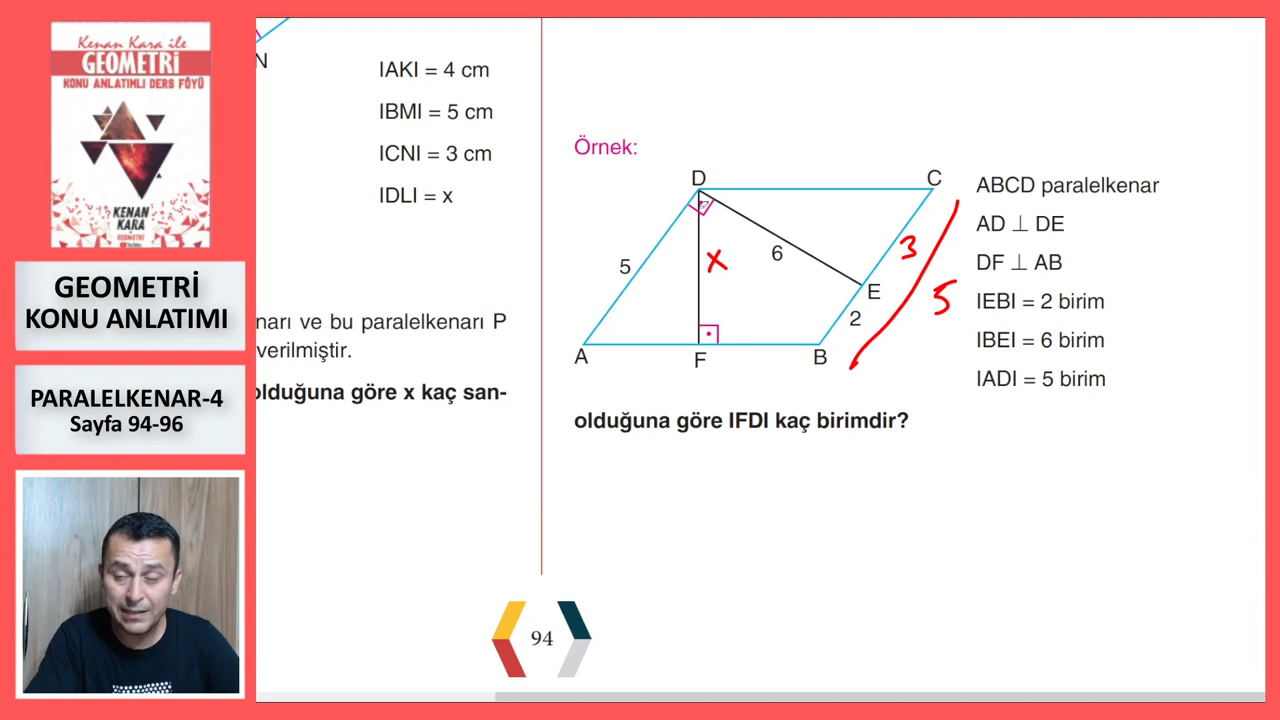 Kenan Kara ile
GEOMETRİ
KONU ANLATIMLI DERS FÖYÜ
KENAN
KARA
GEOMETRİ
GEOMETRİ
KONU ANLATIMI
PARALELKENAR-4
Sayfa 94-96
N
IAKI = 4 cm
IBMI = 5 cm
ICNI = 3 cm
IDLI = x
narı ve bu paralelkenarı P
verilmiştir.
olduğuna göre x kaç san-
Örnek:
D
C
5
x
6
3
5
E
2
A
F
B
ABCD paralelkenar
AD ⊥ DE
DF ⊥ AB
IEBI = 2 birim
IBEI = 6 birim
IADI = 5 birim
olduğuna göre IFDI kaç birimdir?
94